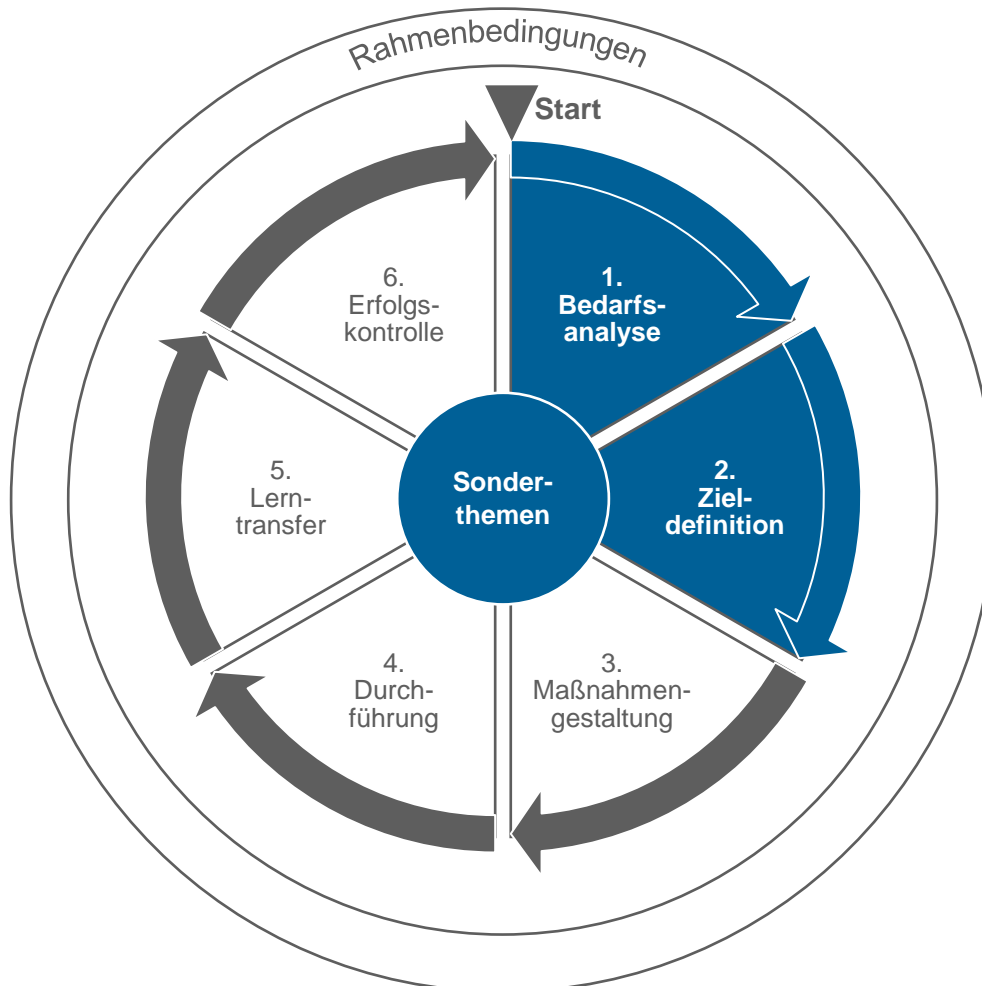 Rahmenbedingungen
Start
1.
Bedarfs-
analyse
2.
Ziel-
definition
3.
Maßnahmen-
gestaltung
4.
Durch-
führung
5.
Lern-
transfer
6.
Erfolgs-
kontrolle
Sonder-
themen